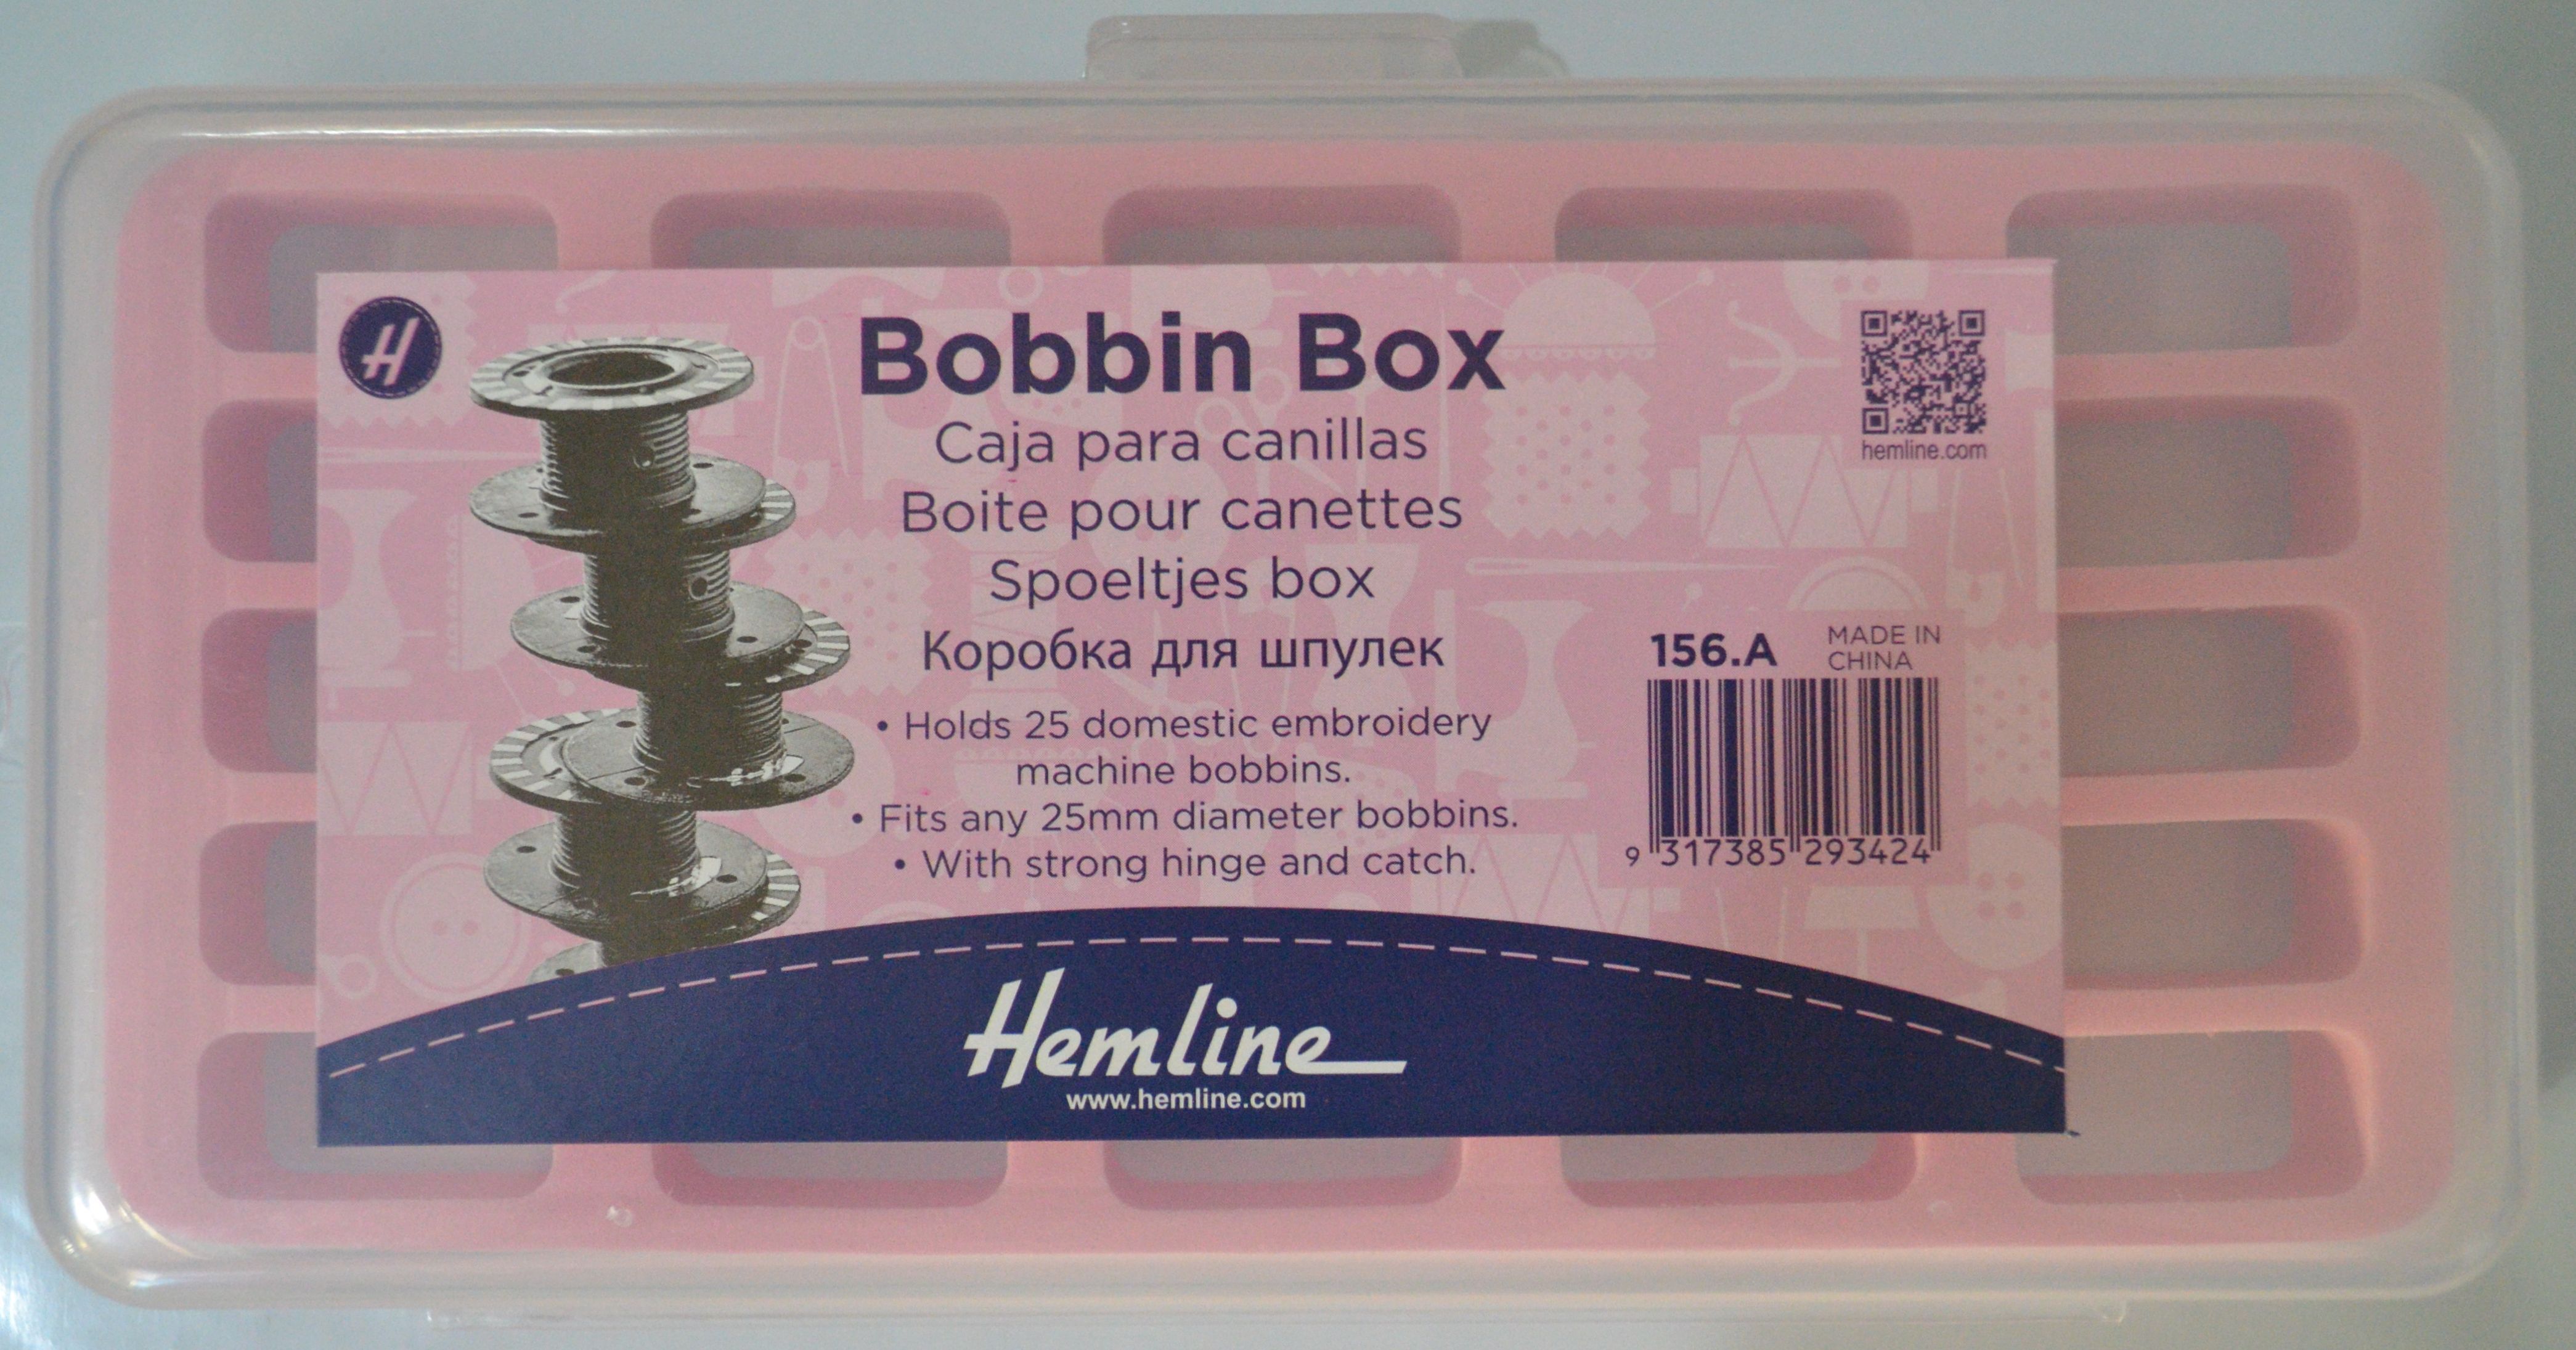 H
Bobbin Box
Caja para canillas
Boite pour canettes
Spoeltjes box
Коробка для шпулек
• Holds 25 domestic embroidery
machine bobbins.
• Fits any 25mm diameter bobbins.
• With strong hinge and catch.
hemline.com
156.A
MADE IN
CHINA
9 317385 293424
Hemline
www.hemline.com